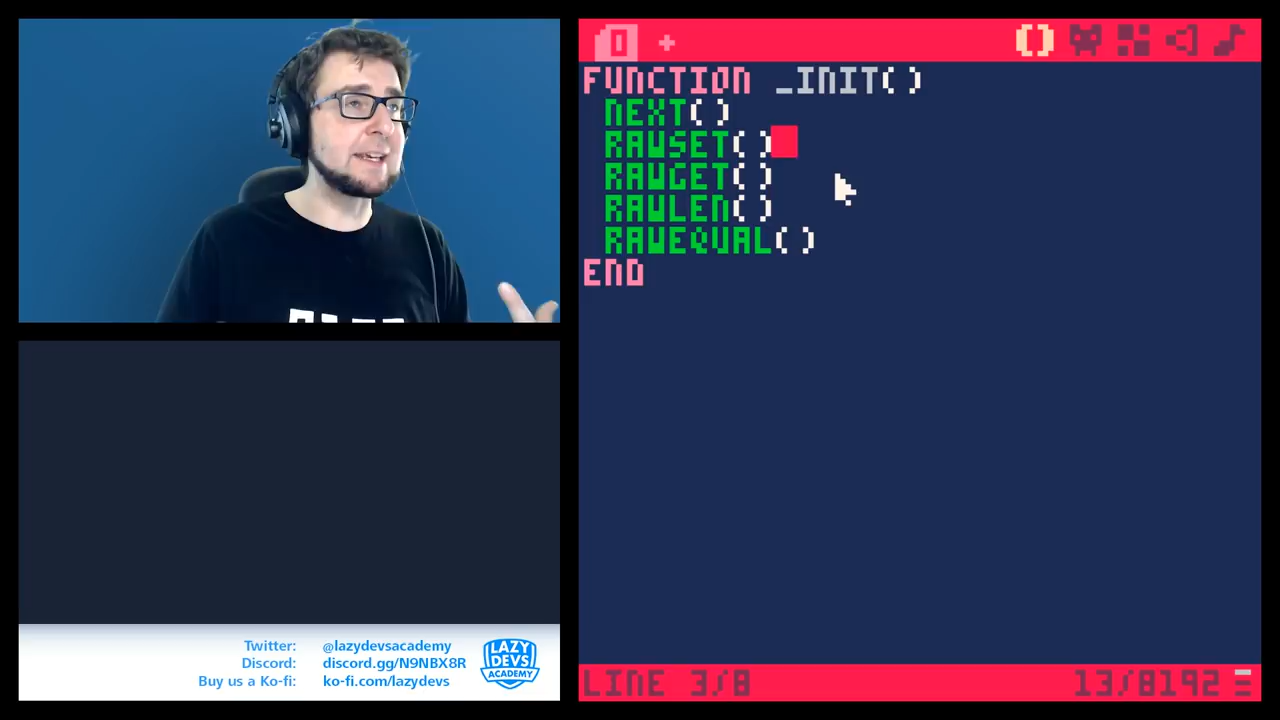 FUNCTION _INIT()
NEXT()
RAWSET()
RAWGET()
RAWLEN()
RAWEQUAL()
END
Twitter: @lazydevsacademy
Discord: discord.gg/N9NBX8R
Buy us a Ko-fi: ko-fi.com/lazydevs
LAZY
DEVS
ACADEMY
LINE 3/8 13/8192